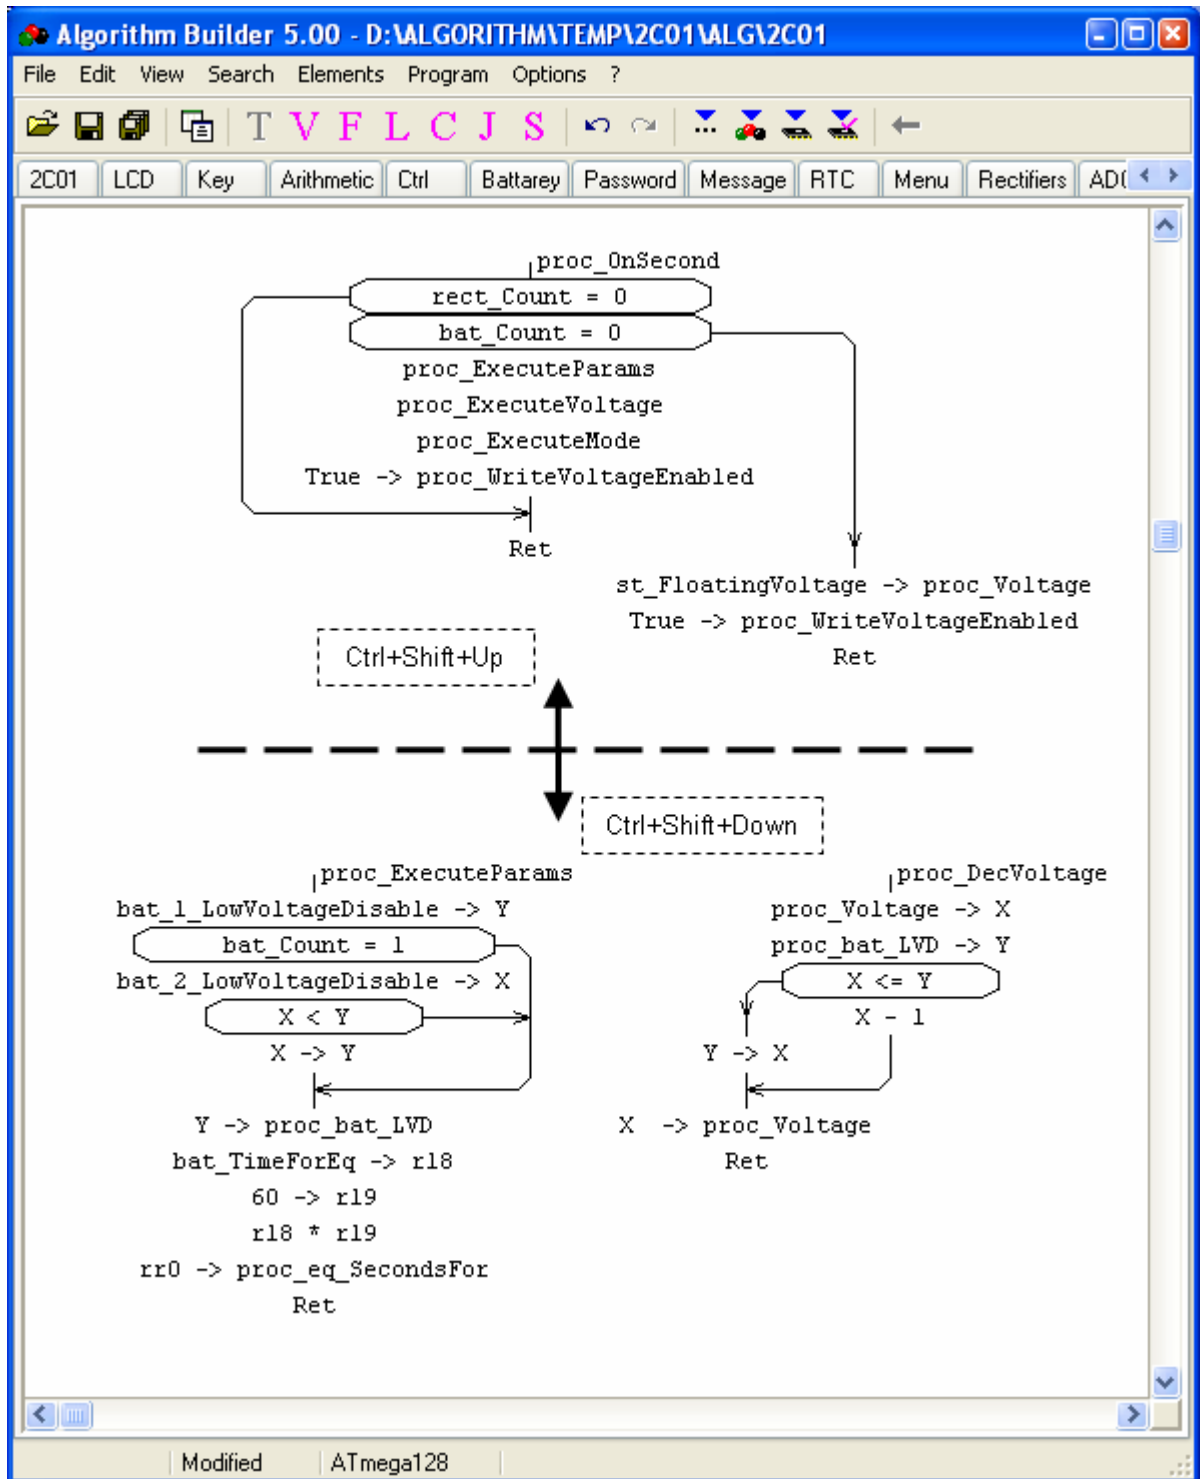 Algorithm Builder 5.00 - D:\ALGORITHM\TEMP\2C01\ALG\2C01
File Edit View Search Elements Program Options ?
T V F L C J S
2C01 LCD Key Arithmetic Ctrl Battarey Password Message RTC Menu Rectifiers
proc_OnSecond
rect_Count = 0
bat_Count = 0
proc_ExecuteParams
proc_ExecuteVoltage
proc_ExecuteMode
True -> proc_WriteVoltageEnabled
Ret
st_FloatingVoltage -> proc_Voltage
True -> proc_WriteVoltageEnabled
Ret
Ctrl+Shift+Up
Ctrl+Shift+Down
proc_ExecuteParams
bat_1_LowVoltageDisable -> Y
bat_Count = 1
bat_2_LowVoltageDisable -> X
X < Y
X -> Y
Y -> proc_bat_LVD
bat_TimeForEq -> r18
60 -> r19
r18 * r19
rr0 -> proc_eq_SecondsFor
Ret
proc_DecVoltage
proc_Voltage -> X
proc_bat_LVD -> Y
X <= Y
X - 1
Y -> X
X -> proc_Voltage
Ret
Modified ATmega128